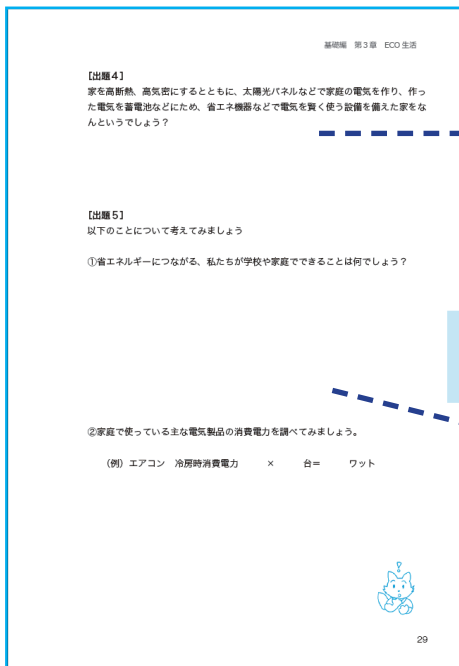 基礎編 第3章 ECO生活
［出題４］
家を高断熱、高気密にするとともに、太陽光パネルなどで家庭の電気を作り、作っ
た電気を蓄電池などにため、省エネ機器などで電気を賢く使う設備を備えた家をな
んというでしょう？
［出題５］
以下のことについて考えてみましょう
①省エネルギーにつながる、私たちが学校や家庭でできることは何でしょう？
②家庭で使っている主な電気製品の消費電力を調べてみましょう。
（例）エアコン 冷房時消費電力 × 台＝ ワット
29